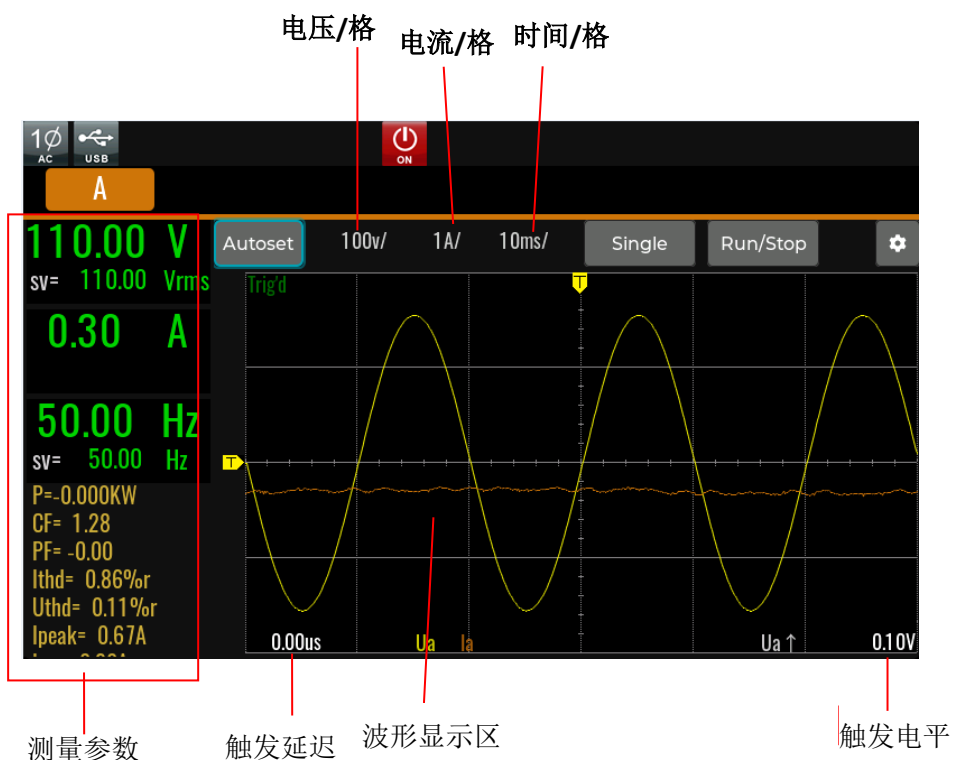 电压/格
电流/格
时间/格
1Ø
AC
USB
ON
A
110.00 V
SV= 110.00 Vrms
0.30 A
50.00 Hz
SV= 50.00 Hz
P=-0.000KW
CF= 1.28
PF= -0.00
Ithd= 0.86%r
Uthd= 0.11%r
Ipeak= 0.67A
Autoset
100v/
1A/
10ms/
Single
Run/Stop
Trig'd
T
T
0.00us
Ua
Ia
Ua↑
0.10V
测量参数
触发延迟
波形显示区
触发电平